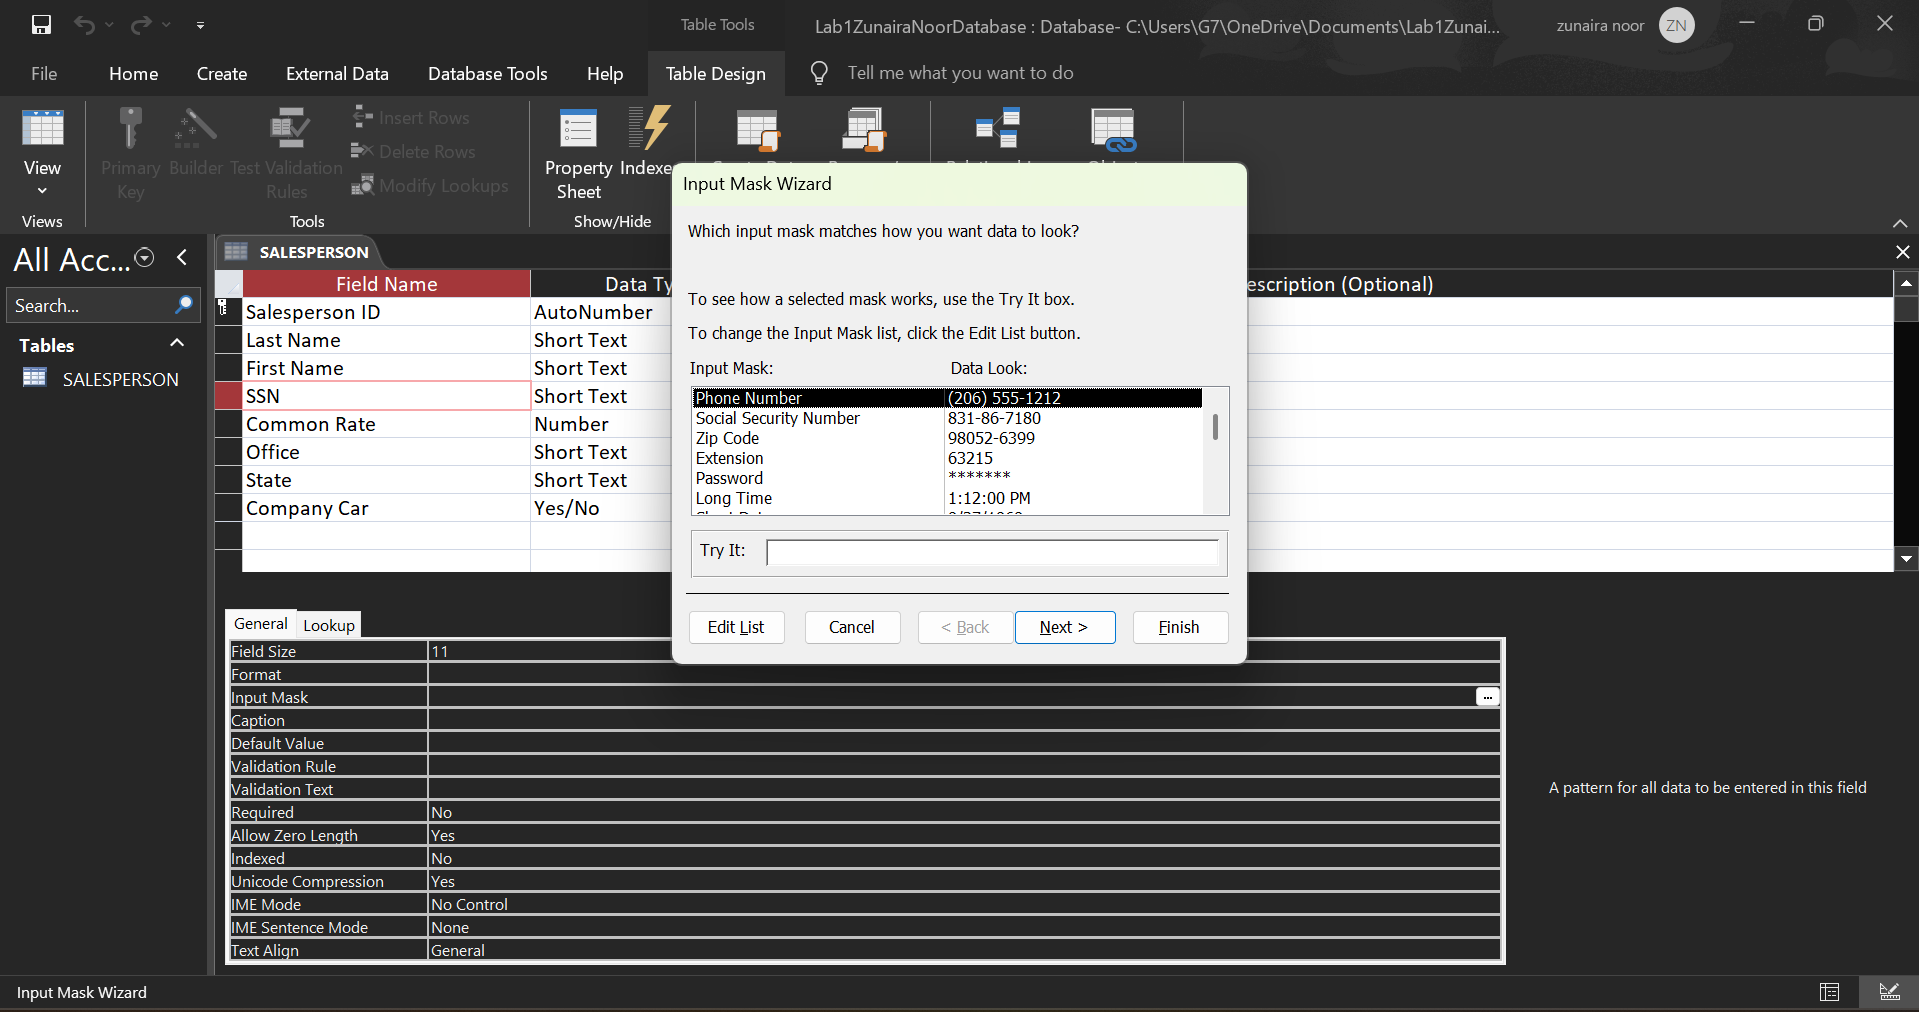 Table Tools
Lab1ZunairaNoorDatabase : Database- C:\Users\G7\OneDrive\Documents\Lab1Zunai...
zunaira noor
ZN
File
Home
Create
External Data
Database Tools
Help
Table Design
Tell me what you want to do
View
Primary Key
Builder
Test Validation Rules
Insert Rows
Delete Rows
Modify Lookups
Property Sheet
Views
Tools
Show/Hide
All Acc...
Search...
Tables
SALESPERSON
SALESPERSON
Field Name
Salesperson ID AutoNumber
Last Name Short Text
First Name Short Text
SSN Short Text
Common Rate Number
Office Short Text
State Short Text
Company Car Yes/No
(Optional)
Input Mask Wizard
Which input mask matches how you want data to look?
To see how a selected mask works, use the Try It box.
To change the Input Mask list, click the Edit List button.
Input Mask: Data Look:
Phone Number (206) 555-1212
Social Security Number 831-86-7180
Zip Code 98052-6399
Extension 63215
Password *******
Long Time 1:12:00 PM
Try It:
Edit List
Cancel
< Back
Next >
Finish
General
Lookup
Field Size 11
Format
Input Mask
...
Caption
Default Value
Validation Rule
Validation Text
Required No
Allow Zero Length Yes
Indexed No
Unicode Compression Yes
IME Mode No Control
IME Sentence Mode None
Text Align General
A pattern for all data to be entered in this field
Input Mask Wizard